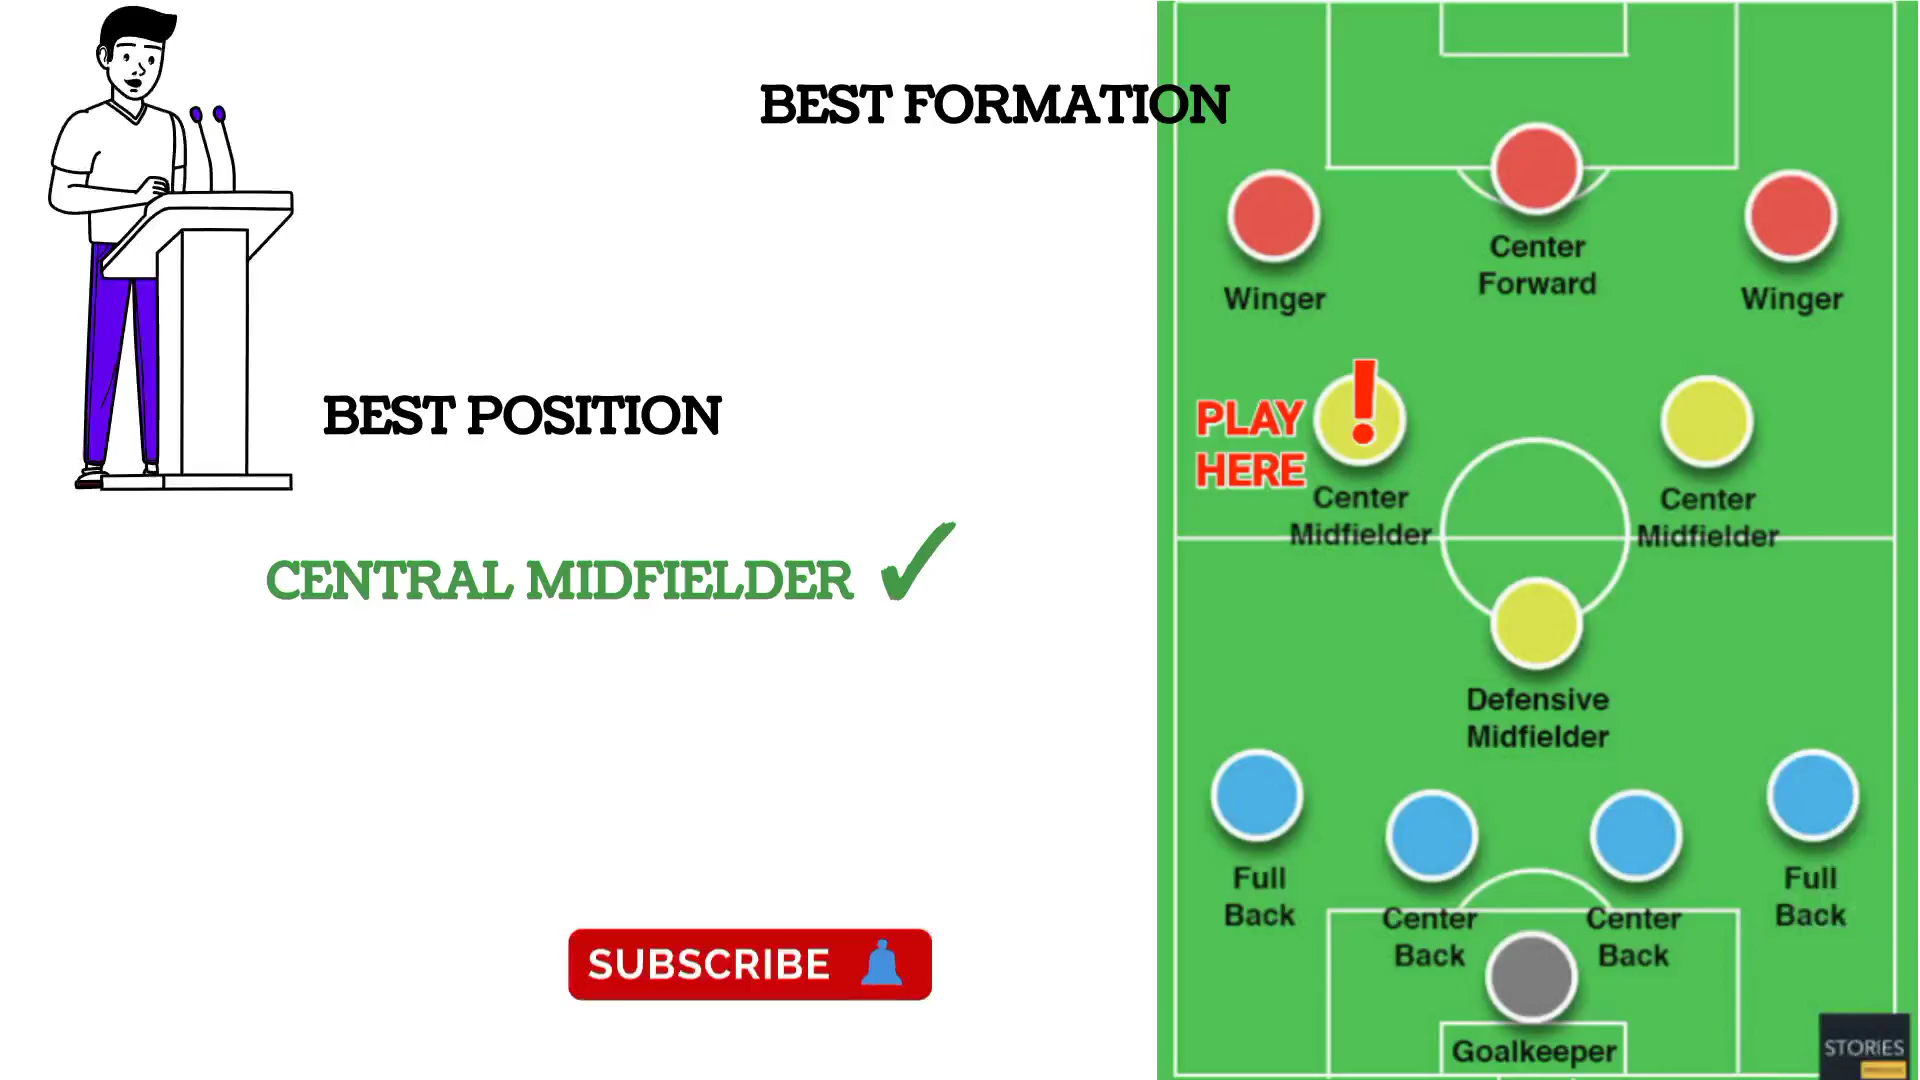 BEST FORMATION
BEST POSITION
CENTRAL MIDFIELDER
SUBSCRIBE
Winger
Center
Forward
Winger
PLAY
HERE
!
Center
Midfielder
Center
Midfielder
Defensive
Midfielder
Full
Back
Center
Back
Center
Back
Full
Back
Goalkeeper
STORIES